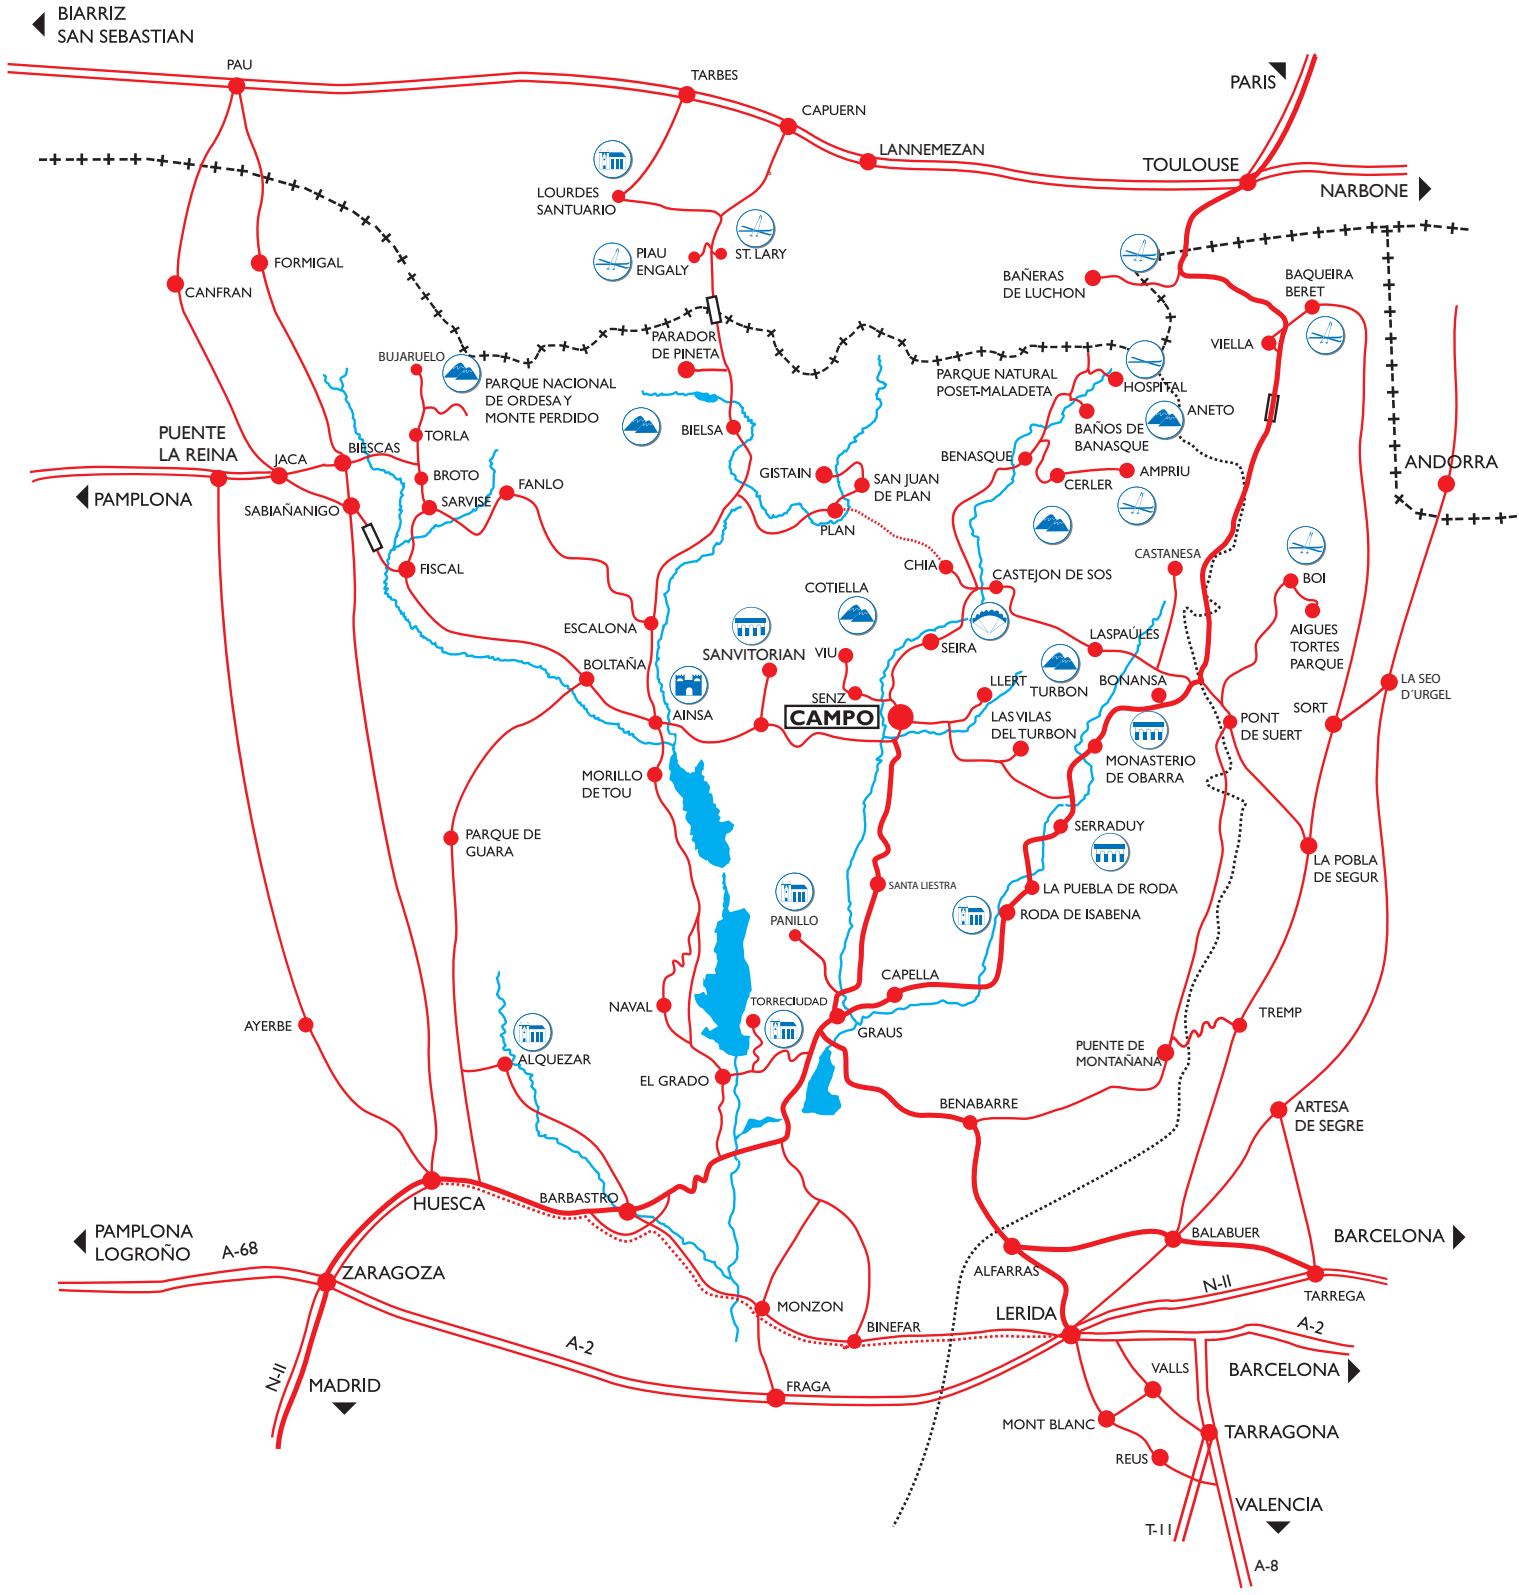 BIARRIZ
SAN SEBASTIAN
PAU
TARBES
CAPUERN
LANNEMEZAN
PARIS
TOULOUSE
NARBONE
LOURDES
SANTUARIO
PIAU
ENGALY
ST. LARY
FORMIGAL
CANFRAN
BAÑERAS
DE LUCHON
BAQUEIRA
BERET
VIELLA
BUJARUELO
PARQUE NACIONAL
DE ORDESA Y
MONTE PERDIDO
PARADOR
DE PINETA
PARQUE NATURAL
POSET-MALADETA
HOSPITAL
ANETO
BAÑOS DE
BANASQUE
PUENTE
LA REINA
JACA
BIESCAS
TORLA
BIELSA
PAMPLONA
SABIAÑANIGO
BROTO
SARVISE
FANLO
GISTAIN
SAN JUAN
DE PLAN
PLAN
BENASQUE
CERLER
AMPRIU
ANDORRA
FISCAL
CHIA
CASTEJON DE SOS
CASTANESA
BOI
AIGUES
TORTES
PARQUE
COTIELLA
ESCALONA
SANVITORIAN
VIU
SEIRA
LASPAÚLES
BOLTAÑA
AINSA
SENZ
CAMPO
LLERT
TURBON
BONANSA
LAS VILAS
DEL TURBON
PONT
DE SUERT
SORT
LA SEO
D´URGEL
MORILLO
DE TOU
MONASTERIO
DE OBARRA
PARQUE DE
GUARA
SERRADUY
LA POBLA
DE SEGUR
SANTA LIESTRA
LA PUEBLA DE RODA
PANILLO
RODA DE ISABENA
CAPELLA
NAVAL
TORRECIUDAD
GRAUS
TREMP
AYERBE
ALQUEZAR
EL GRADO
PUENTE DE
MONTAÑANA
BENABARRE
ARTESA
DE SEGRE
HUESCA
BARBASTRO
PAMPLONA
LOGROÑO
A-68
ZARAGOZA
BALABUER
BARCELONA
ALFARRAS
N-II
TARREGA
MONZON
BINEFAR
LERIDA
A-2
A-2
N-II
MADRID
FRAGA
VALLS
BARCELONA
MONT BLANC
TARRAGONA
REUS
VALENCIA
T-11
A-8